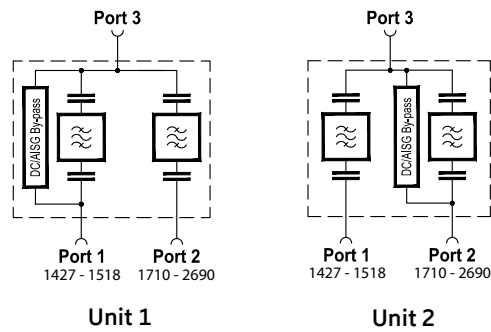 Port 3
DC/AISG By-pass
Port 1
1427 - 1518
Port 2
1710 - 2690
Unit 1
Port 3
DC/AISG By-pass
Port 1
1427 - 1518
Port 2
1710 - 2690
Unit 2